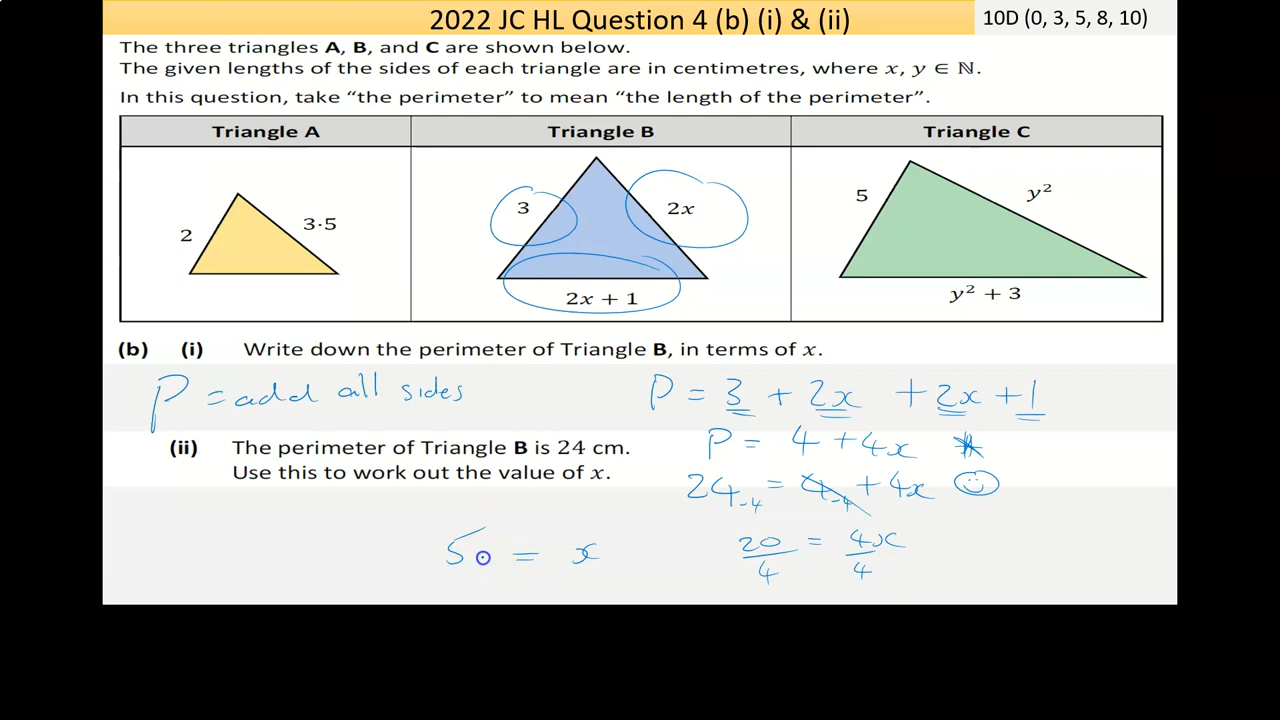 2022 JC HL Question 4 (b) (i) & (ii)
10D (0, 3, 5, 8, 10)
The three triangles A, B, and C are shown below.
The given lengths of the sides of each triangle are in centimetres, where x, y ∈ ℕ.
In this question, take “the perimeter” to mean “the length of the perimeter”.
Triangle A Triangle B Triangle C
2 3·5
3 2x
2x + 1
5 y²
y² + 3
(b) (i) Write down the perimeter of Triangle B, in terms of x.
P = add all sides P = 3 + 2x + 2x + 1
(ii) The perimeter of Triangle B is 24 cm.
Use this to work out the value of x.
P = 4 + 4x
24 -4 = 4 -4 + 4x
20/4 = 4x/4
5 = x